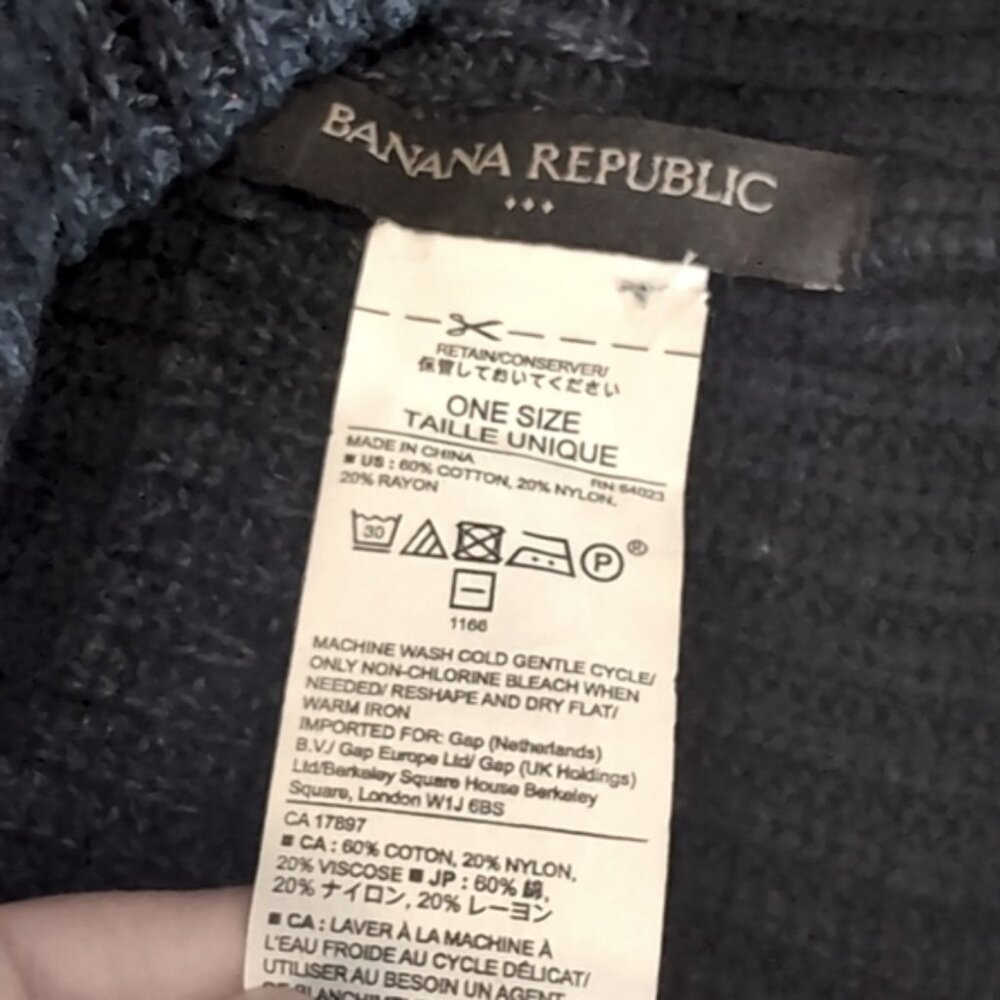 BANANA REPUBLIC
RETAIN/CONSERVER/
保管しておいてください
ONE SIZE
TAILLE UNIQUE
MADE IN CHINA
RN 64023
■ US : 60% COTTON, 20% NYLON,
20% RAYON
30
P ®
1166
MACHINE WASH COLD GENTLE CYCLE/
ONLY NON-CHLORINE BLEACH WHEN
NEEDED/ RESHAPE AND DRY FLAT/
WARM IRON
IMPORTED FOR: Gap (Netherlands)
B.V./ Gap Europe Ltd/ Gap (UK Holdings)
Ltd/Berkeley Square House Berkeley
Square, London W1J 6BS
CA 17897
■ CA : 60% COTON, 20% NYLON,
20% VISCOSE ■ JP : 60% 綿,
20% ナイロン, 20% レーヨン
■ CA : LAVER À LA MACHINE À
L'EAU FROIDE AU CYCLE DÉLICAT/
UTILISER AU BESOIN UN AGENT
DE BLANCHIMENT